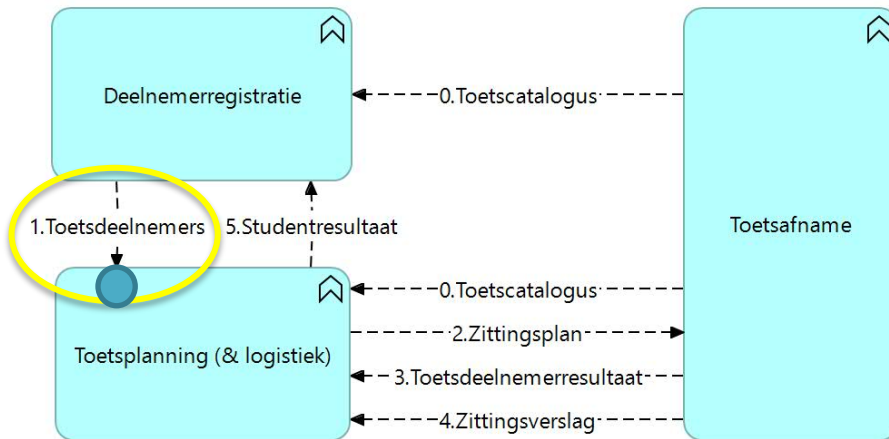 Deelnemerregistratie
0.Toetscatalogus
1.Toetsdeelnemers
5.Studentresultaat
Toetsafname
0.Toetscatalogus
2.Zittingsplan
Toetsplanning (& logistiek)
3.Toetsdeelnemerresultaat
4.Zittingsverslag